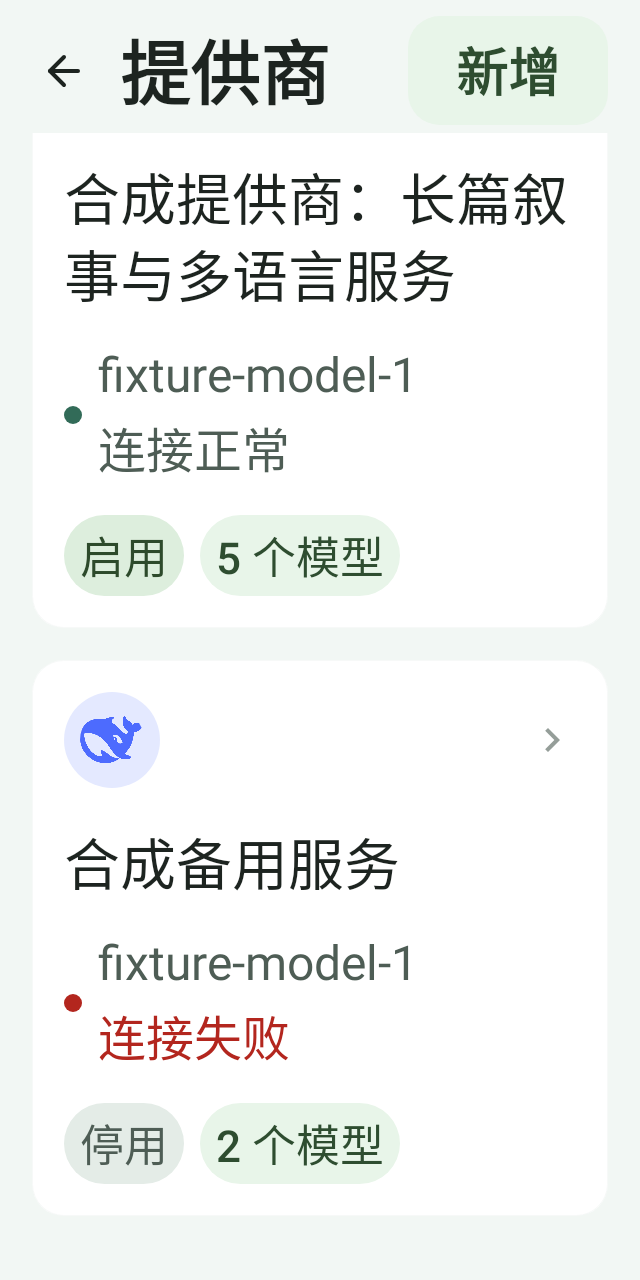 提供商
新增
合成提供商：长篇叙
事与多语言服务
fixture-model-1
连接正常
启用
5 个模型
合成备用服务
fixture-model-1
连接失败
停用
2 个模型